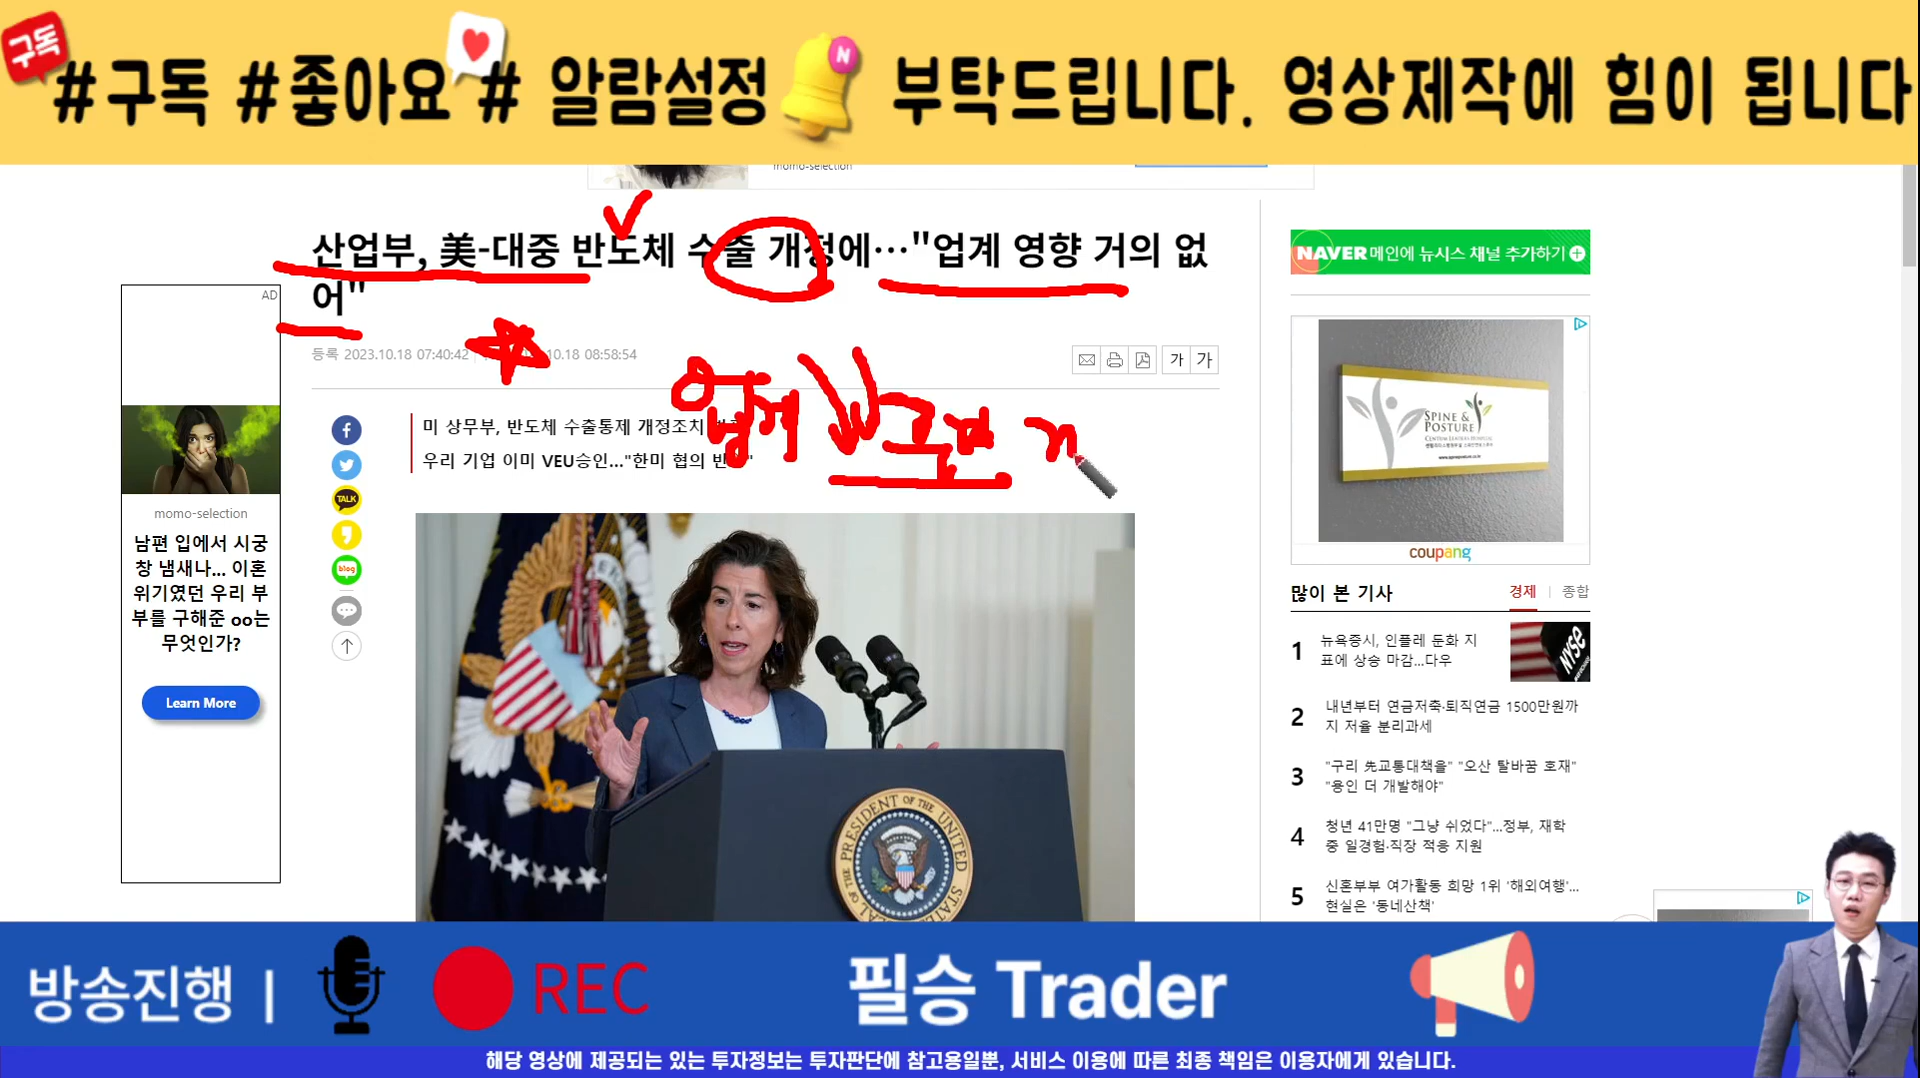 구독
#구독 #좋아요 # 알람설정 N 부탁드립니다. 영상제작에 힘이 됩니다
momo-selection
산업부, 美-대중 반도체 수출 개정에…"업계 영향 거의 없
어"
등록 2023.10.18 07:40:42 10.18 08:58:54
가 가
미 상무부, 반도체 수출통제 개정조치
우리 기업 이미 VEU승인..."한미 협의 반
업계
f
TALK
blog
AD
momo-selection
남편 입에서 시궁
창 냄새나... 이혼
위기였던 우리 부
부를 구해준 oo는
무엇인가?
Learn More
SEAL OF THE PRESIDENT OF THE UNITED
NAVER 메인에 뉴시스 채널 추가하기
SPINE &
POSTURE
coupang
많이 본 기사
경제 | 종합
1 뉴욕증시, 인플레 둔화 지
표에 상승 마감...다우
NYSE
2 내년부터 연금저축·퇴직연금 1500만원까
지 저율 분리과세
3 "구리 先교통대책을" "오산 탈바꿈 호재"
"용인 더 개발해야"
4 청년 41만명 "그냥 쉬었다"...정부, 재학
중 일경험·직장 적응 지원
5 신혼부부 여가활동 희망 1위 '해외여행'...
현실은 '동네산책'
방송진행 | REC 필승 Trader
해당 영상에 제공되는 있는 투자정보는 투자판단에 참고용일뿐, 서비스 이용에 따른 최종 책임은 이용자에게 있습니다.